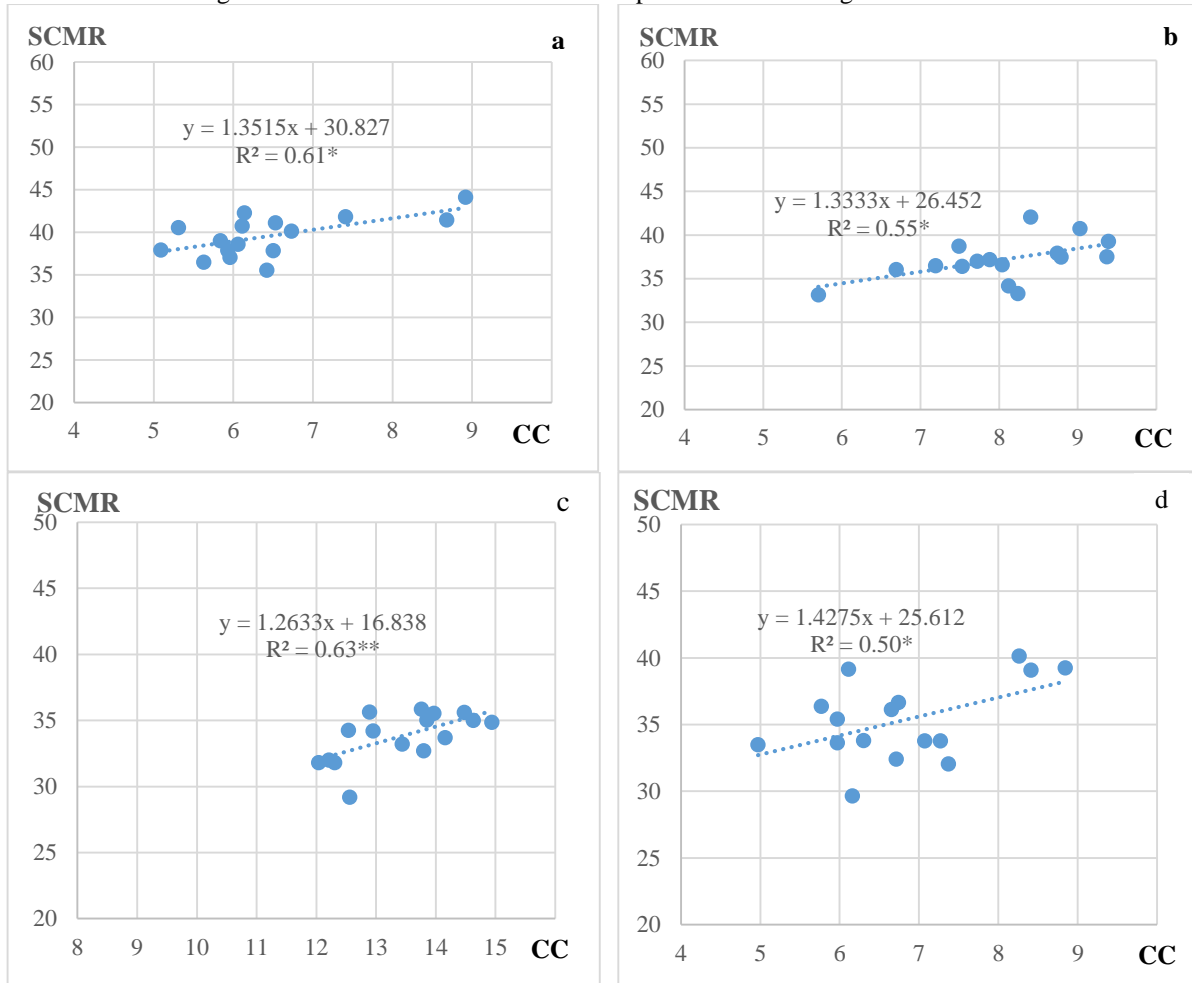 SCMR
a
60
55
50
45
40
35
30
25
20
y = 1.3515x + 30.827
R² = 0.61*
4 5 6 7 8 9 CC
SCMR
b
60
55
50
45
40
35
30
25
20
y = 1.3333x + 26.452
R² = 0.55*
4 5 6 7 8 9 CC
SCMR
c
50
45
40
35
30
25
20
y = 1.2633x + 16.838
R² = 0.63**
8 9 10 11 12 13 14 15 CC
SCMR
d
50
45
40
35
30
25
20
y = 1.4275x + 25.612
R² = 0.50*
4 5 6 7 8 9 CC